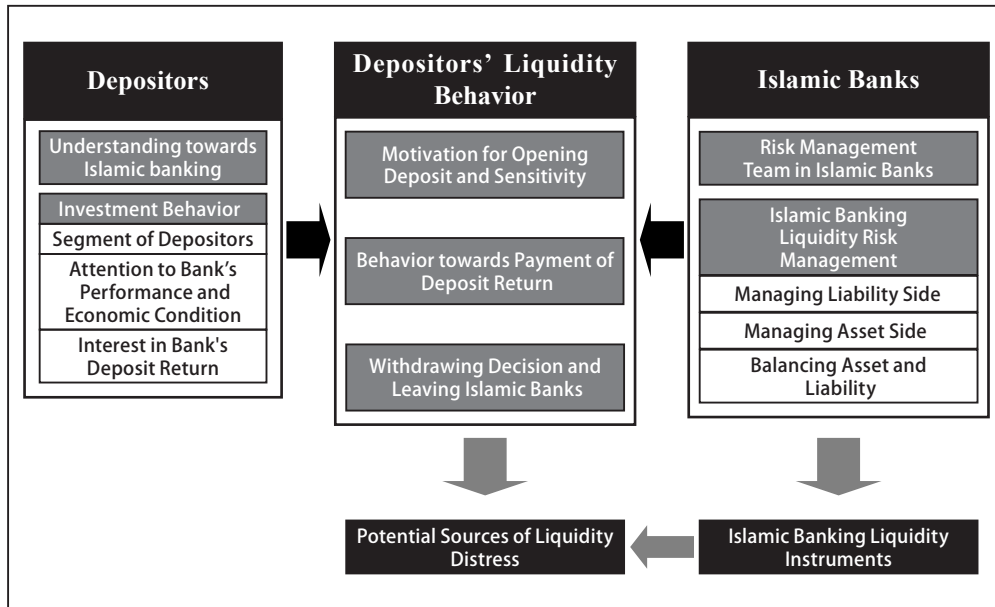 Depositors
Understanding towards
Islamic banking
Investment Behavior
Segment of Depositors
Attention to Bank’s
Performance and
Economic Condition
Interest in Bank's
Deposit Return
Depositors’ Liquidity
Behavior
Motivation for Opening
Deposit and Sensitivity
Behavior towards Payment of
Deposit Return
Withdrawing Decision and
Leaving Islamic Banks
Islamic Banks
Risk Management
Team in Islamic Banks
Islamic Banking
Liquidity Risk
Management
Managing Liability Side
Managing Asset Side
Balancing Asset and
Liability
Potential Sources of Liquidity
Distress
Islamic Banking Liquidity
Instruments